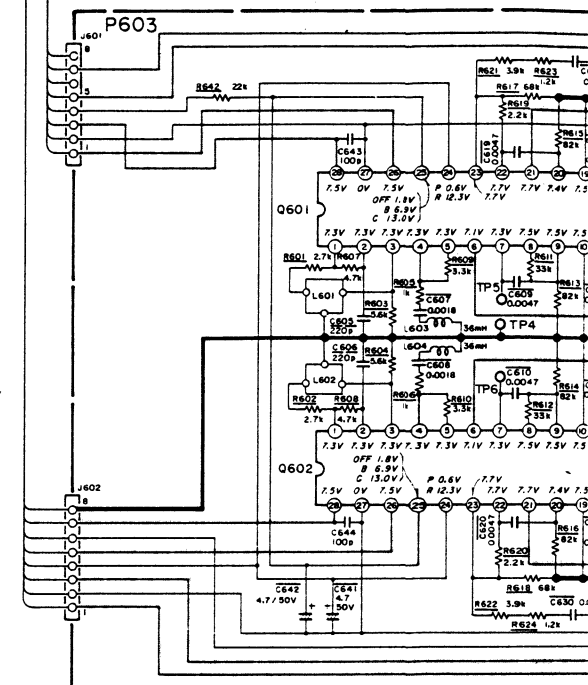 P603
J601
8
5
1
R642 22k
R621 3.9k R623
1.2k
R617 68k
R619
2.2k
C619
0.0047
R615
82k
C643
100p
28 27 26 25 24 23 22 21 20 19
7.5V 0V 7.5V P 0.6V 7.7V 7.7V 7.4V 7.5
OFF 1.8V R 12.3V 7.7V
B 6.9V
C 13.0V
Q601
7.3V 7.3V 7.3V 7.3V 7.3V 7.1V 7.3V 7.5V 7.5V 7.5
1 2 3 4 5 6 7 8 9 10
R601 2.7k R607
4.7k
R609
3.3k
R611
33k
R605
1k
L601
R603
5.6k
C607
0.0018
TP5
C609
0.0047
R613
82k
C605
220p
L603 36mH
TP4
C606
220p
R604
5.6k
L604 36mH
C608
0.0018
L602
TP6
C610
0.0047
R614
82k
R602 R608
2.7k 4.7k
R606
1k
R610
3.3k
R612
33k
1 2 3 4 5 6 7 8 9 10
7.3V 7.3V 7.3V 7.3V 7.3V 7.1V 7.3V 7.5V 7.5V 7.5
OFF 1.8V
B 6.9V
C 13.0V
Q602
P 0.6V 7.7V
7.5V 0V 7.5V R 12.3V 7.7V 7.7V 7.4V 7.5
28 27 26 25 24 23 22 21 20 19
J602
8
1
C644
100p
C620
0.0047
R616
82k
R620
2.2k
C642
4.7/50V
C641
4.7
50V
R618 68k
R622 3.9k C630
R624 1.2k